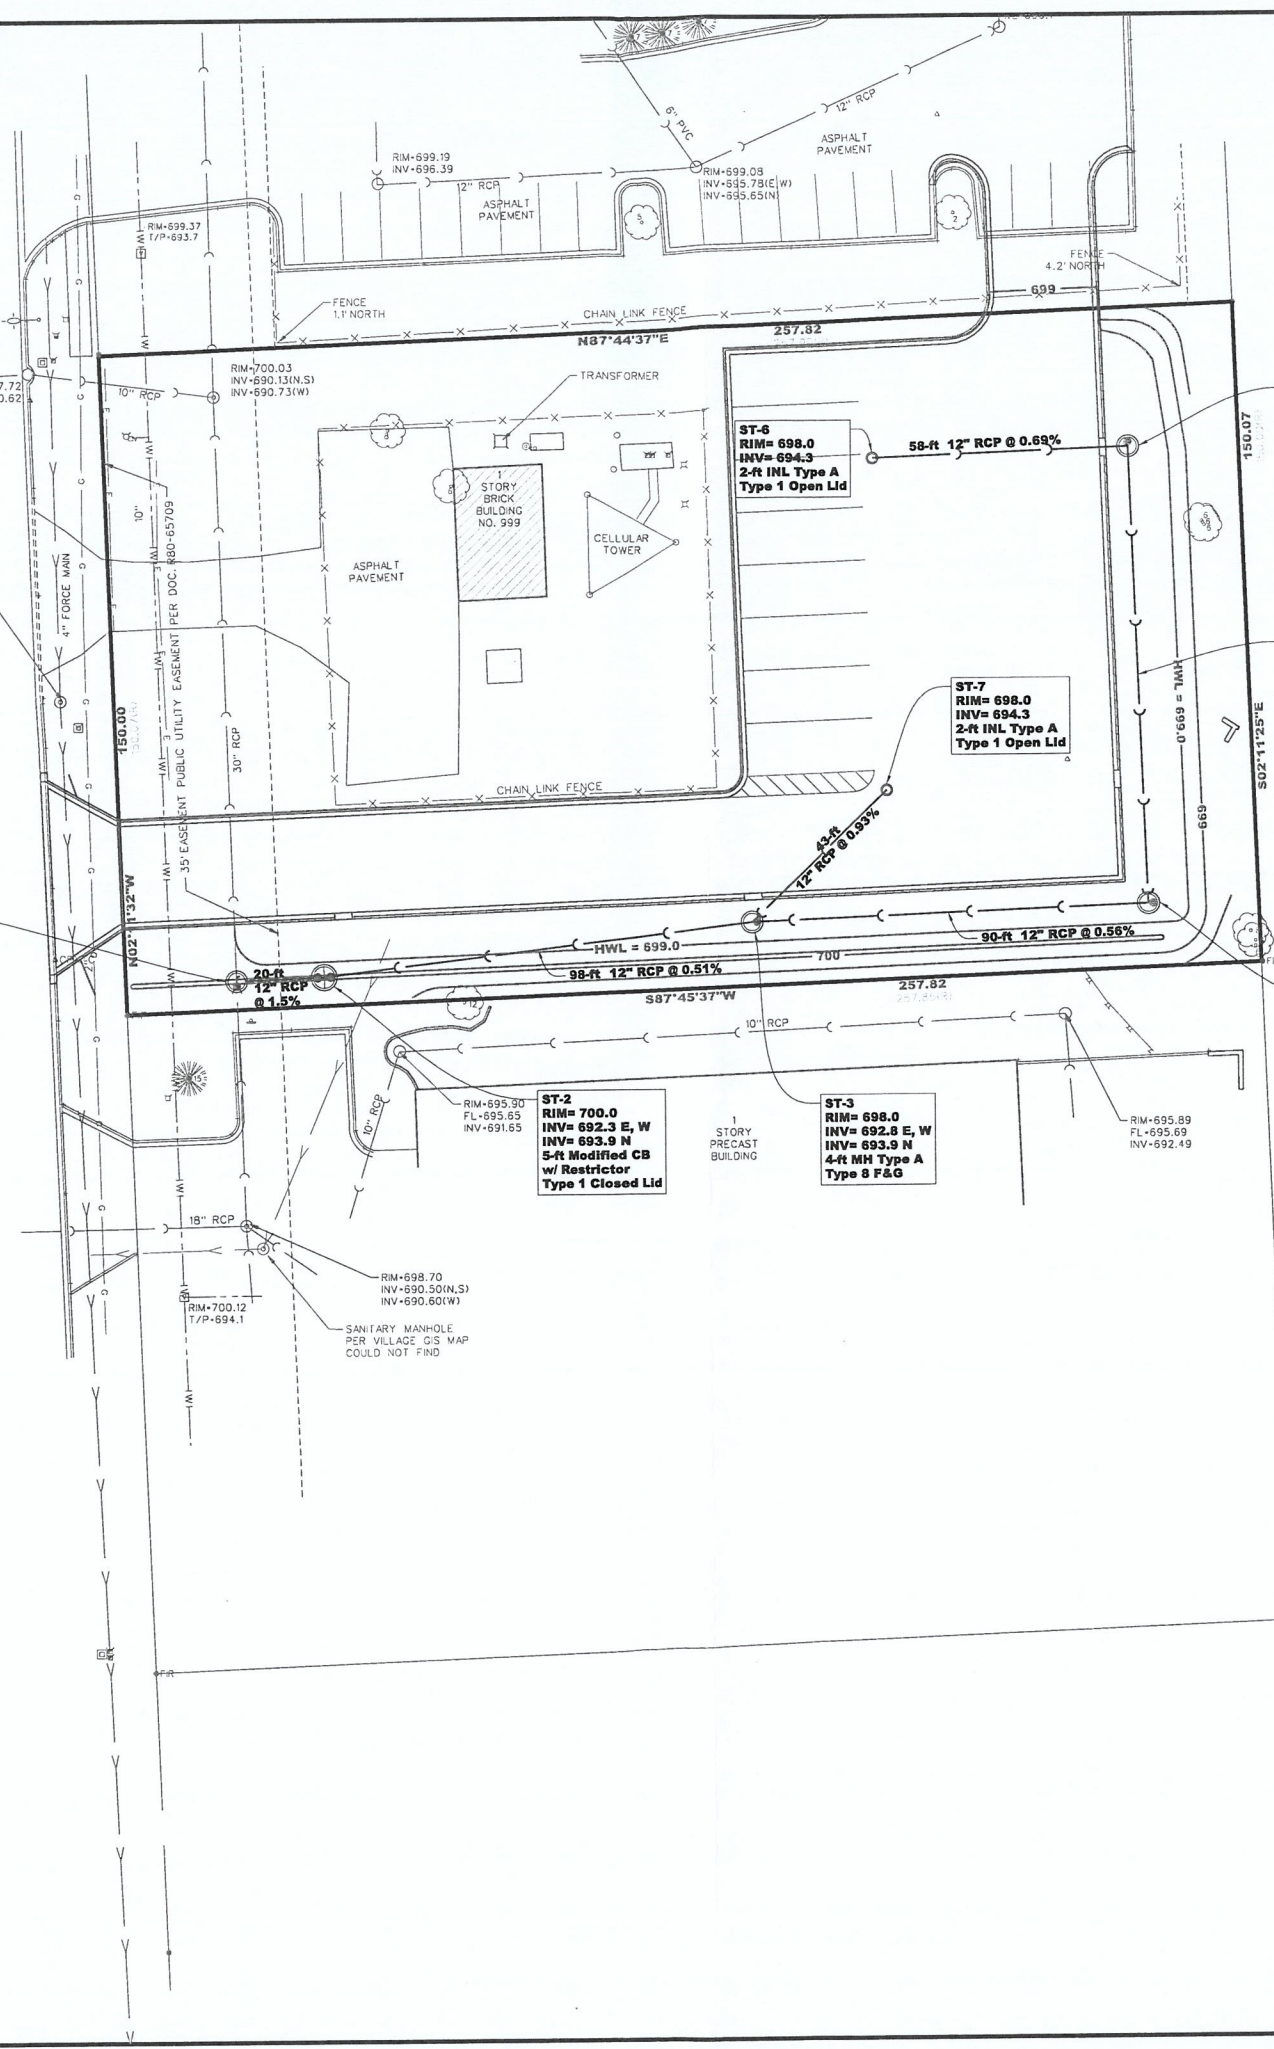 6" PVC
12" RCP
ASPHALT
PAVEMENT
RIM=699.19
INV=696.39
12" RCP
ASPHALT
PAVEMENT
RIM=699.08
INV=695.78(E,W)
INV=695.65(N)
5
2
RIM=699.37
T/P=693.7
FENCE
4.2' NORTH
699
FENCE
1.1' NORTH
CHAIN LINK FENCE
N87°44'37"E
257.82
RIM=700.03
INV=690.13(N,S)
INV=690.73(W)
10" RCP
TRANSFORMER
ST-6
RIM= 698.0
INV= 694.3
2-ft INL Type A
Type 1 Open Lid
58-ft 12" RCP @ 0.69%
150.07
1
STORY
BRICK
BUILDING
NO. 999
CELLULAR
TOWER
ASPHALT
PAVEMENT
10"
4" FORCE MAIN
35' EASEMENT PUBLIC UTILITY EASEMENT PER DOC. R80-65709
30" RCP
150.00
ST-7
RIM= 698.0
INV= 694.3
2-ft INL Type A
Type 1 Open Lid
HWL = 699.0
S02°11'25"E
699
CHAIN LINK FENCE
43-ft
12" RCP @ 0.93%
HWL = 699.0
90-ft 12" RCP @ 0.56%
700
98-ft 12" RCP @ 0.51%
20-ft
12" RCP
@ 1.5%
S87°45'37"W
257.82
12
10" RCP
15
10" RCP
RIM=695.90
FL=695.65
INV=691.65
ST-2
RIM= 700.0
INV= 692.3 E, W
INV= 693.9 N
5-ft Modified CB
w/ Restrictor
Type 1 Closed Lid
1
STORY
PRECAST
BUILDING
ST-3
RIM= 698.0
INV= 692.8 E, W
INV= 693.9 N
4-ft MH Type A
Type 8 F&G
RIM=695.89
FL=695.69
INV=692.49
18" RCP
RIM=698.70
INV=690.50(N,S)
INV=690.60(W)
RIM=700.12
T/P=694.1
SANITARY MANHOLE
PER VILLAGE GIS MAP
COULD NOT FIND